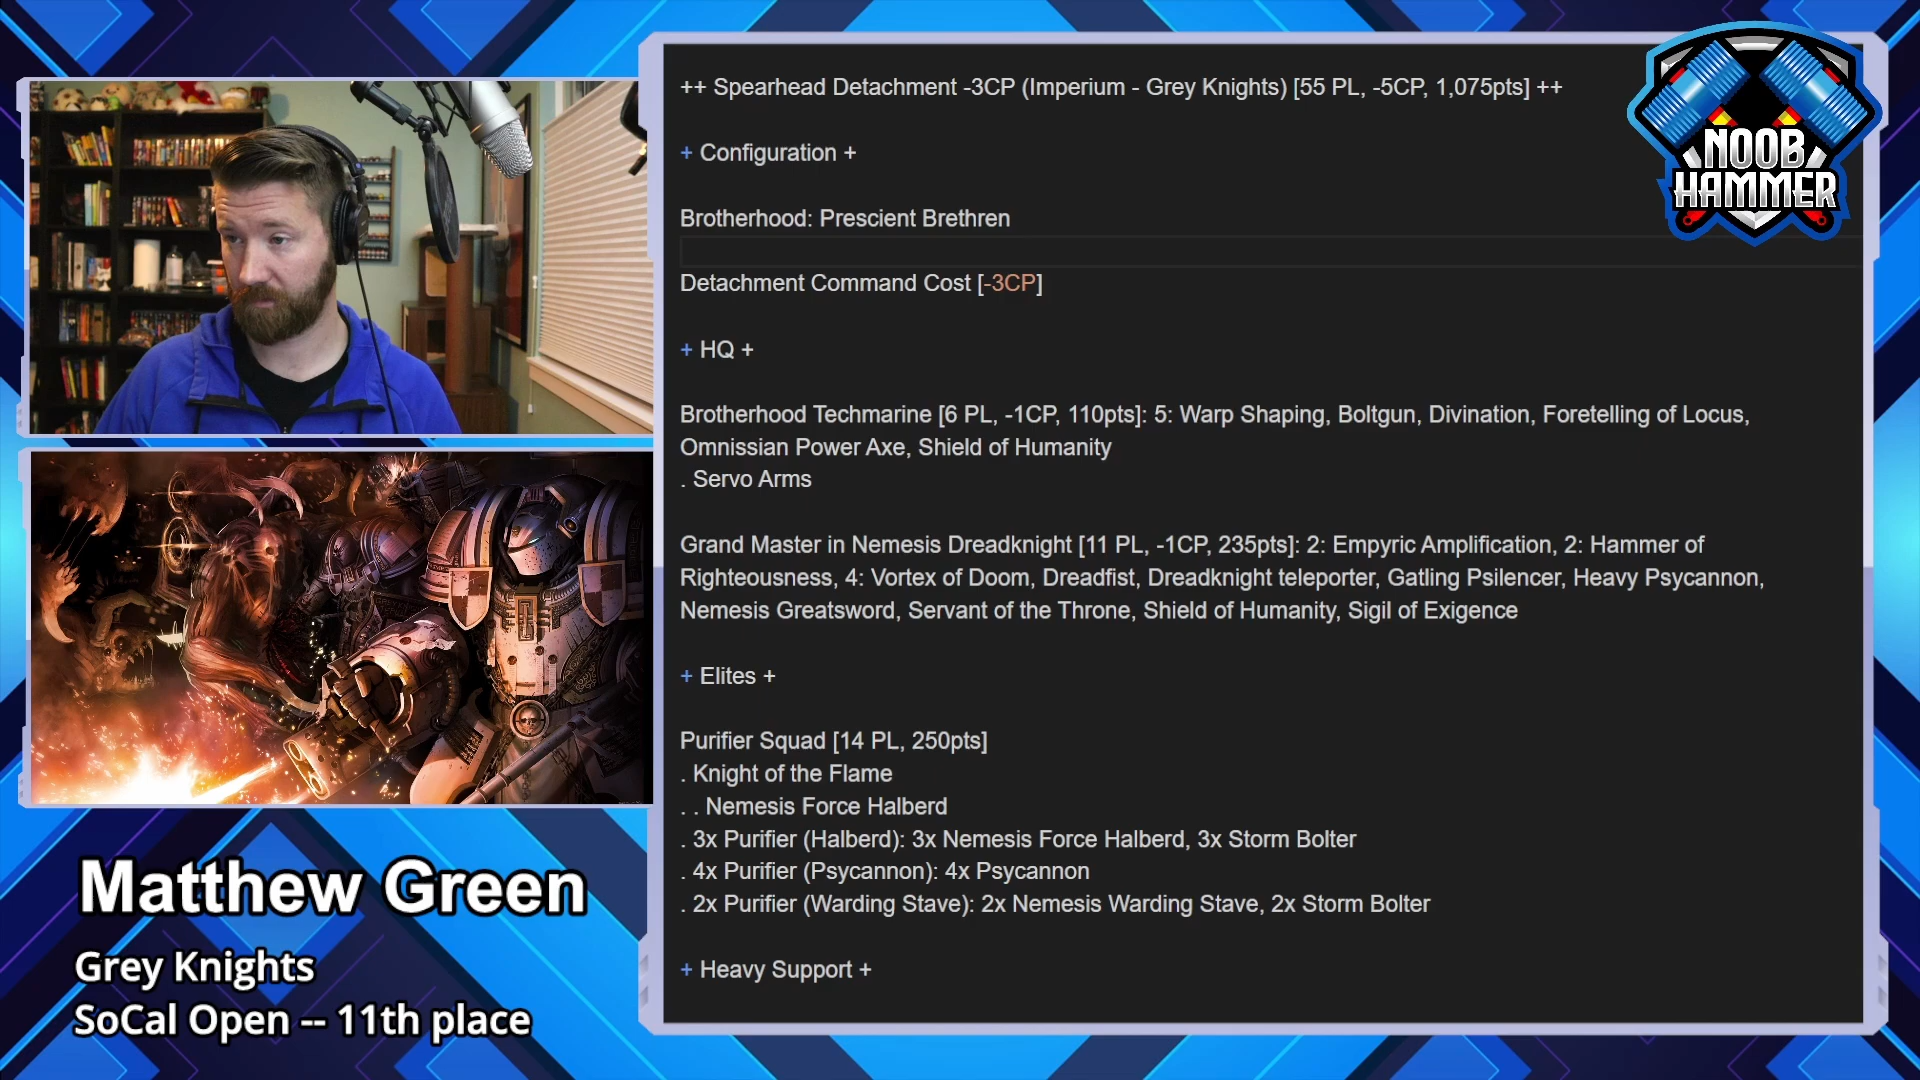 ++ Spearhead Detachment -3CP (Imperium - Grey Knights) [55 PL, -5CP, 1,075pts] ++
+ Configuration +
Brotherhood: Prescient Brethren
Detachment Command Cost [-3CP]
+ HQ +
Brotherhood Techmarine [6 PL, -1CP, 110pts]: 5: Warp Shaping, Boltgun, Divination, Foretelling of Locus,
Omnissian Power Axe, Shield of Humanity
. Servo Arms
Grand Master in Nemesis Dreadknight [11 PL, -1CP, 235pts]: 2: Empyric Amplification, 2: Hammer of
Righteousness, 4: Vortex of Doom, Dreadfist, Dreadknight teleporter, Gatling Psilencer, Heavy Psycannon,
Nemesis Greatsword, Servant of the Throne, Shield of Humanity, Sigil of Exigence
+ Elites +
Purifier Squad [14 PL, 250pts]
. Knight of the Flame
. . Nemesis Force Halberd
. 3x Purifier (Halberd): 3x Nemesis Force Halberd, 3x Storm Bolter
. 4x Purifier (Psycannon): 4x Psycannon
. 2x Purifier (Warding Stave): 2x Nemesis Warding Stave, 2x Storm Bolter
+ Heavy Support +
NOOB
HAMMER
Matthew Green
Grey Knights
SoCal Open -- 11th place